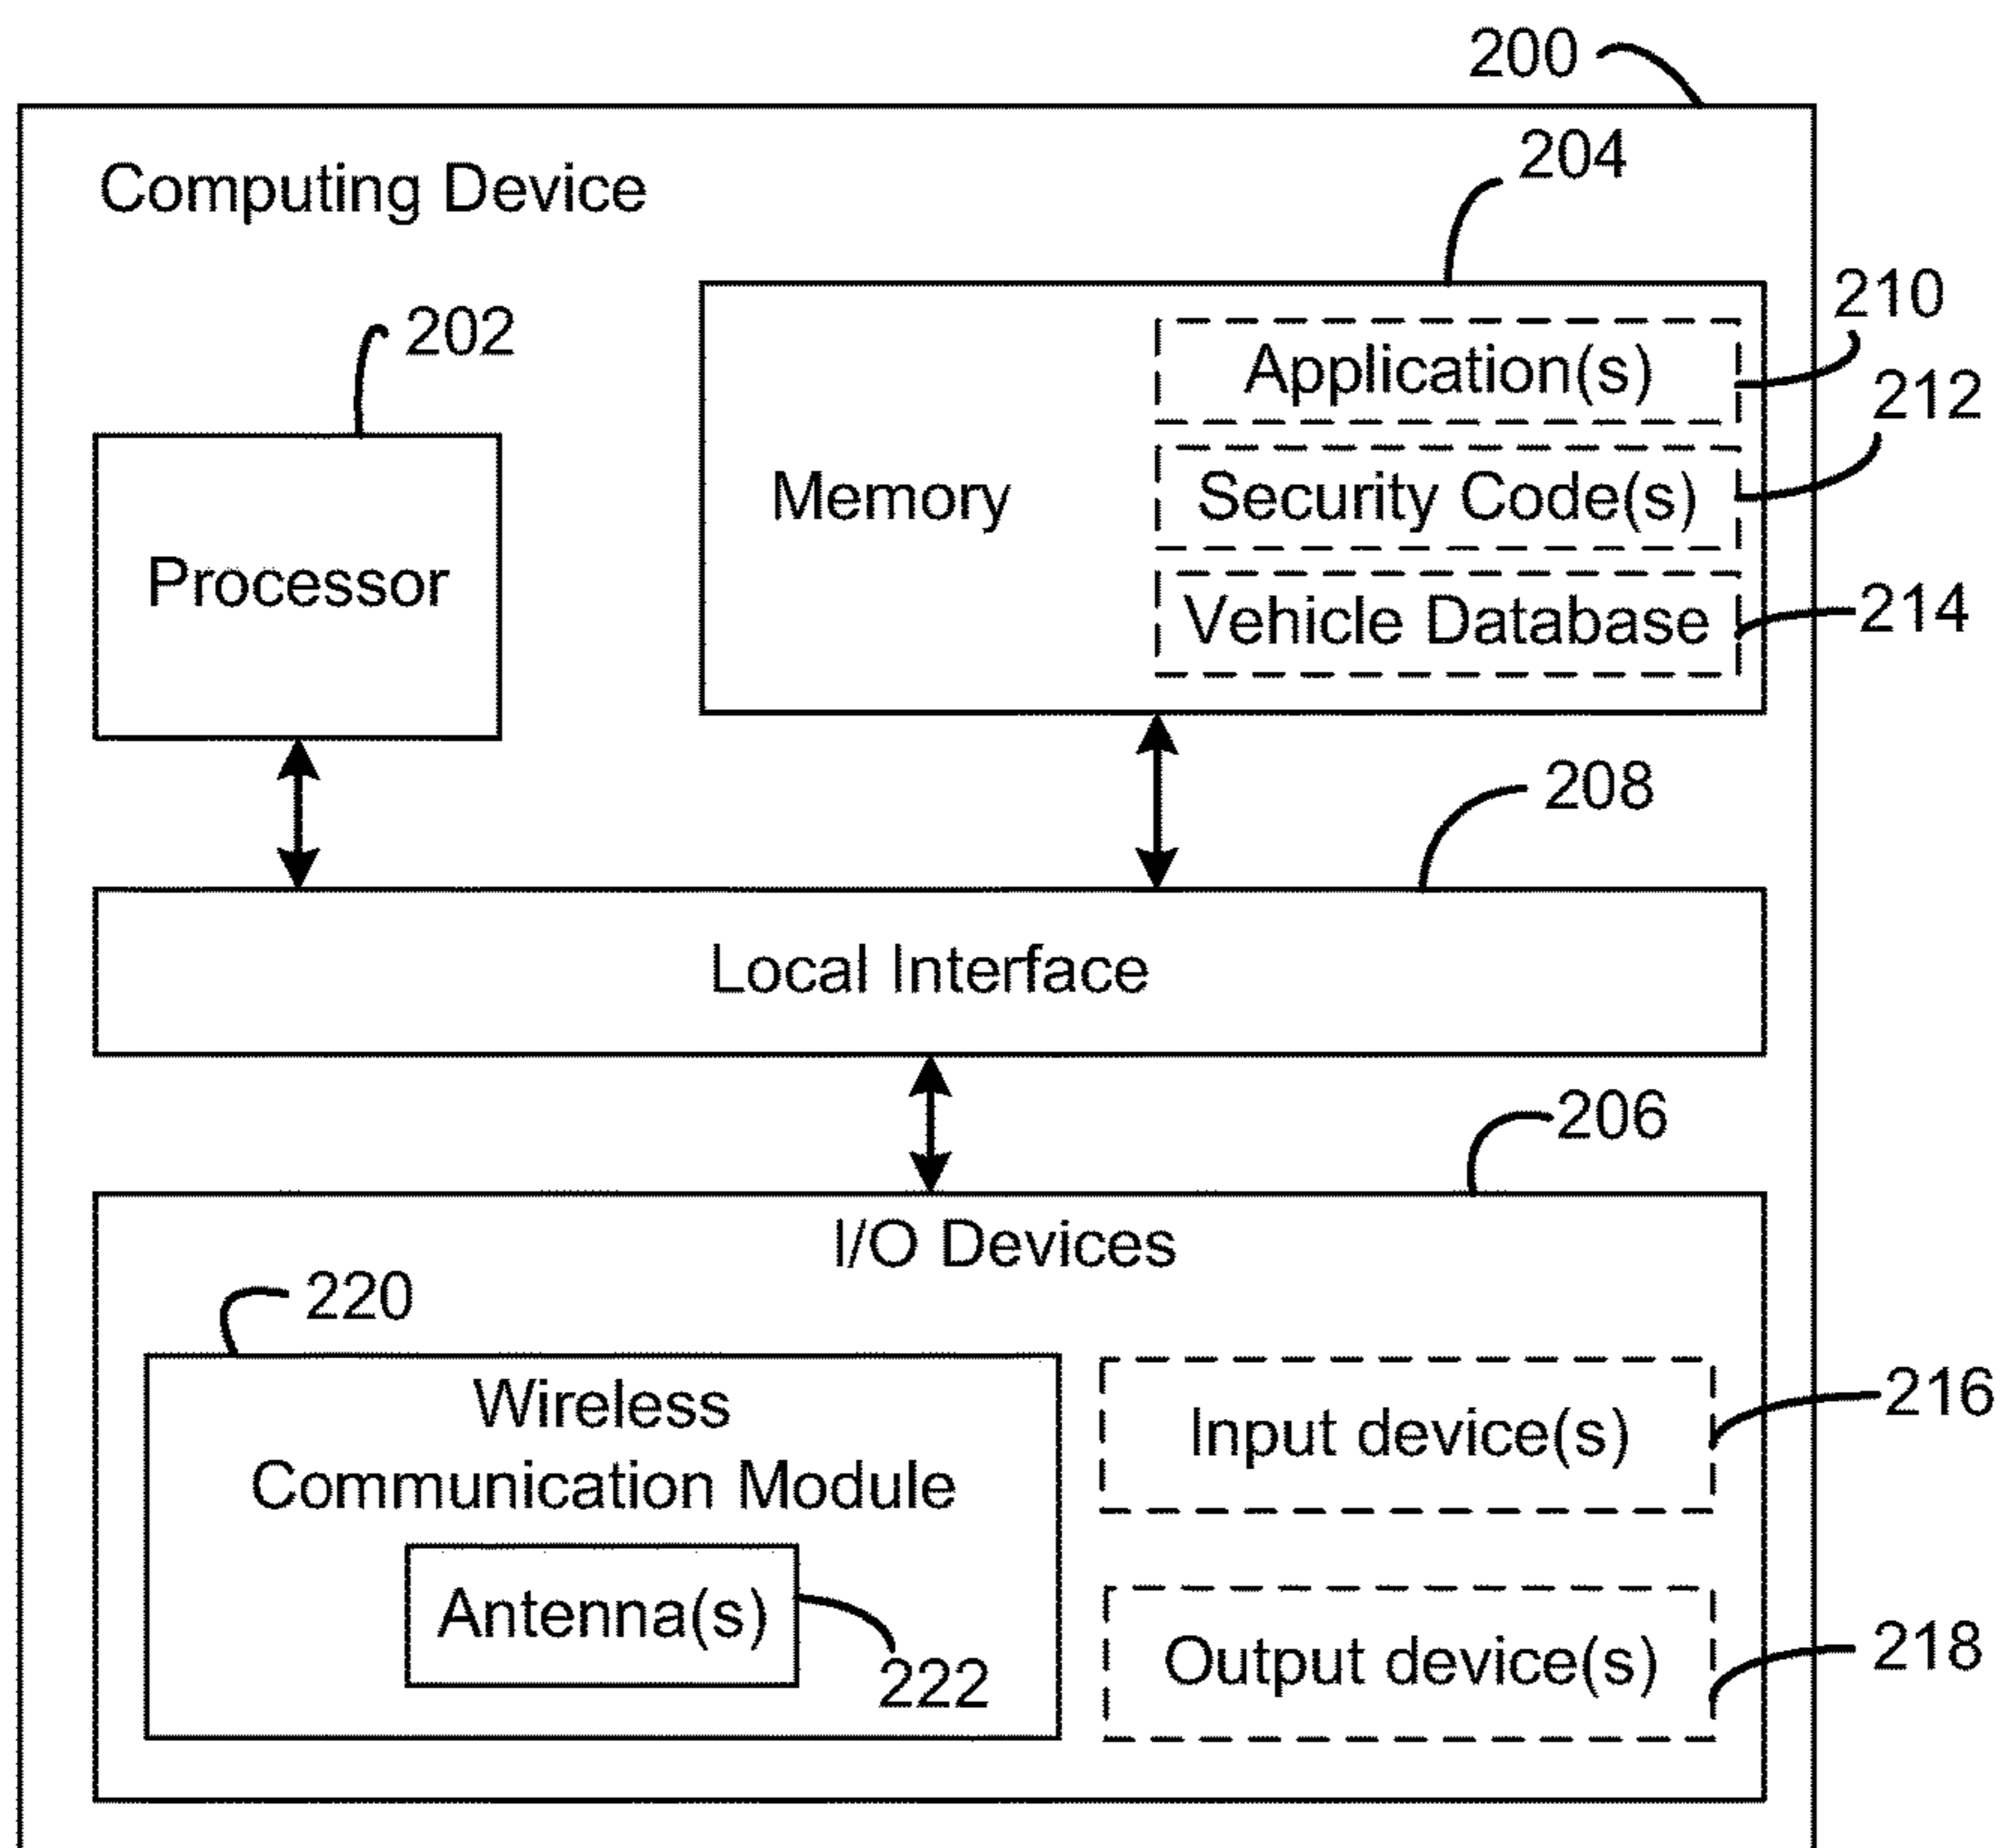 200
Computing Device
204
202
210
Application(s)
212
Memory
Security Code(s)
Processor
Vehicle Database
214
208
Local Interface
206
I/O Devices
220
Wireless
Communication Module
Input device(s)
216
Antenna(s)
222
Output device(s)
218